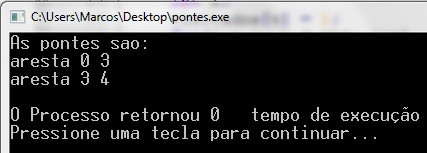 C:\Users\Marcos\Desktop\pontes.exe
As pontes sao:
aresta 0 3
aresta 3 4
O Processo retornou 0   tempo de execução
Pressione uma tecla para continuar...